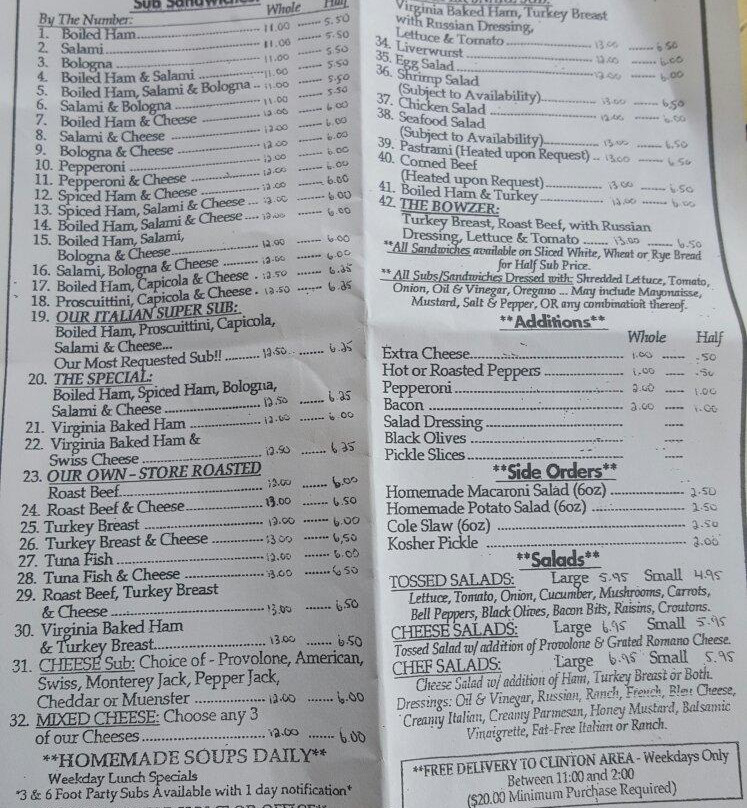 Sub Sandwiches
By The Number: Whole Half
1. Boiled Ham 11.00 5.50
2. Salami 11.00 5.50
3. Bologna 11.00 5.50
4. Boiled Ham & Salami 11.00 5.50
5. Boiled Ham, Salami & Bologna 11.00 5.50
6. Salami & Bologna 11.00 5.50
7. Boiled Ham & Cheese 12.00 6.00
8. Salami & Cheese 12.00 6.00
9. Bologna & Cheese 12.00 6.00
10. Pepperoni 12.00 6.00
11. Pepperoni & Cheese 12.00 6.00
12. Spiced Ham & Cheese 12.00 6.00
13. Spiced Ham, Salami & Cheese 12.00 6.00
14. Boiled Ham, Salami & Cheese 12.00 6.00
15. Boiled Ham, Salami,
Bologna & Cheese 12.00 6.00
16. Salami, Bologna & Cheese 12.00 6.00
17. Boiled Ham, Capicola & Cheese 12.50 6.25
18. Proscuittini, Capicola & Cheese 12.50 6.25
19. OUR ITALIAN SUPER SUB:
Boiled Ham, Proscuittini, Capicola,
Salami & Cheese...
Our Most Requested Sub!! 12.50 6.25
20. THE SPECIAL:
Boiled Ham, Spiced Ham, Bologna,
Salami & Cheese 12.50 6.25
21. Virginia Baked Ham 12.00 6.00
22. Virginia Baked Ham &
Swiss Cheese 12.50 6.25
23. OUR OWN - STORE ROASTED
Roast Beef 12.00 6.00
24. Roast Beef & Cheese 13.00 6.50
25. Turkey Breast 12.00 6.00
26. Turkey Breast & Cheese 13.00 6.50
27. Tuna Fish 12.00 6.00
28. Tuna Fish & Cheese 13.00 6.50
29. Roast Beef, Turkey Breast
& Cheese 13.00 6.50
30. Virginia Baked Ham
& Turkey Breast 13.00 6.50
31. CHEESE Sub: Choice of - Provolone, American,
Swiss, Monterey Jack, Pepper Jack,
Cheddar or Muenster 12.00 6.00
32. MIXED CHEESE: Choose any 3
of our Cheeses 12.00 6.00
**HOMEMADE SOUPS DAILY**
Weekday Lunch Specials
*3 & 6 Foot Party Subs Available with 1 day notification*
Virginia Baked Ham, Turkey Breast
with Russian Dressing,
Lettuce & Tomato 13.00 6.50
34. Liverwurst 12.00 6.00
35. Egg Salad 12.00 6.00
36. Shrimp Salad
(Subject to Availability) 13.00 6.50
37. Chicken Salad 12.00 6.00
38. Seafood Salad
(Subject to Availability) 13.00 6.50
39. Pastrami (Heated upon Request) 13.00 6.50
40. Corned Beef
(Heated upon Request) 13.00 6.50
41. Boiled Ham & Turkey 12.00 6.00
42. THE BOWZER:
Turkey Breast, Roast Beef, with Russian
Dressing, Lettuce & Tomato 13.00 6.50
**All Sandwiches available on Sliced White, Wheat or Rye Bread
for Half Sub Price.
** All Subs/Sandwiches Dressed with: Shredded Lettuce, Tomato,
Onion, Oil & Vinegar, Oregano ... May include Mayonaisse,
Mustard, Salt & Pepper, OR any combination thereof.
**Additions**
Whole Half
Extra Cheese 1.00 .50
Hot or Roasted Peppers 1.00 .50
Pepperoni 2.00 1.00
Bacon 2.00 1.00
Salad Dressing
Black Olives
Pickle Slices
**Side Orders**
Homemade Macaroni Salad (6oz) 2.50
Homemade Potato Salad (6oz) 2.50
Cole Slaw (6oz) 2.50
Kosher Pickle 2.00
**Salads**
TOSSED SALADS: Large 5.95 Small 4.95
Lettuce, Tomato, Onion, Cucumber, Mushrooms, Carrots,
Bell Peppers, Black Olives, Bacon Bits, Raisins, Croutons.
CHEESE SALADS: Large 6.95 Small 5.95
Tossed Salad w/ addition of Provolone & Grated Romano Cheese.
CHEF SALADS: Large 6.95 Small 5.95
Cheese Salad w/ addition of Ham, Turkey Breast or Both.
Dressings: Oil & Vinegar, Russian, Ranch, French, Bleu Cheese,
Creamy Italian, Creamy Parmesan, Honey Mustard, Balsamic
Vinaigrette, Fat-Free Italian or Ranch.
**FREE DELIVERY TO CLINTON AREA - Weekdays Only
Between 11:00 and 2:00
($20.00 Minimum Purchase Required)